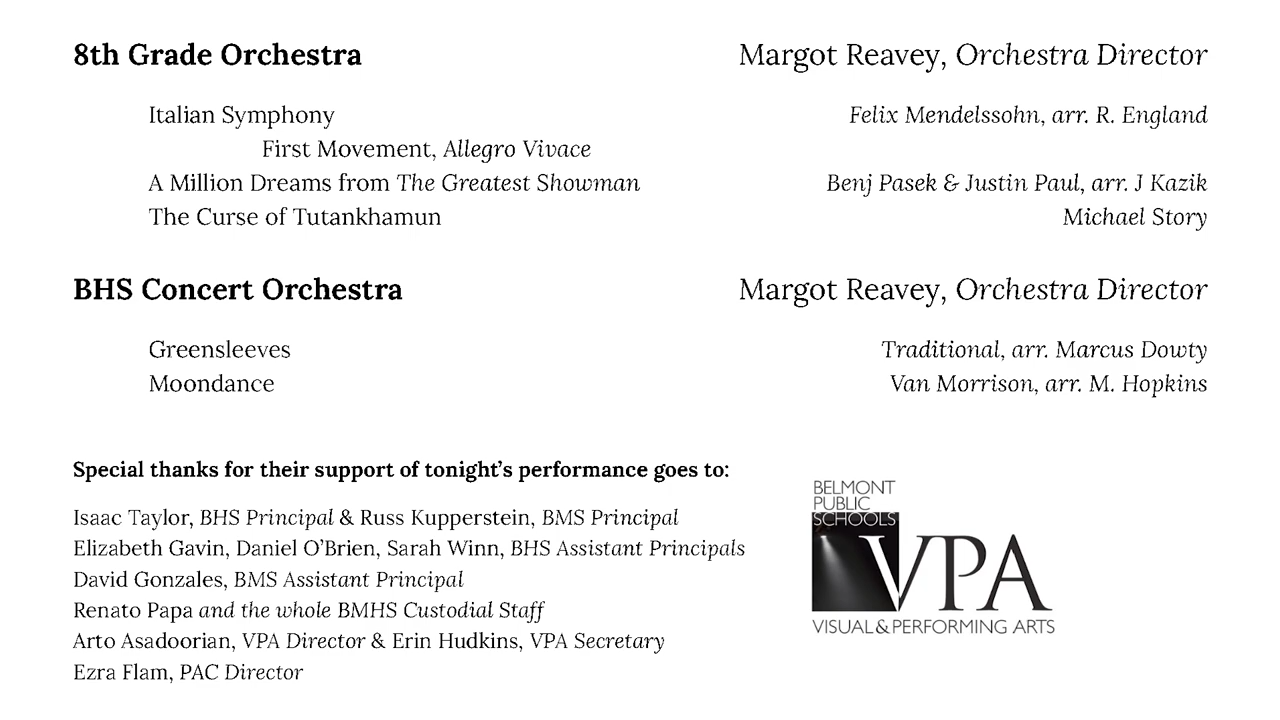 8th Grade Orchestra Margot Reavey, Orchestra Director
Italian Symphony Felix Mendelssohn, arr. R. England
First Movement, Allegro Vivace
A Million Dreams from The Greatest Showman Benj Pasek & Justin Paul, arr. J Kazik
The Curse of Tutankhamun Michael Story
BHS Concert Orchestra Margot Reavey, Orchestra Director
Greensleeves Traditional, arr. Marcus Dowty
Moondance Van Morrison, arr. M. Hopkins
Special thanks for their support of tonight's performance goes to:
Isaac Taylor, BHS Principal & Russ Kupperstein, BMS Principal
Elizabeth Gavin, Daniel O'Brien, Sarah Winn, BHS Assistant Principals
David Gonzales, BMS Assistant Principal
Renato Papa and the whole BMHS Custodial Staff
Arto Asadoorian, VPA Director & Erin Hudkins, VPA Secretary
Ezra Flam, PAC Director
BELMONT
PUBLIC
SCHOOLS
VPA
VISUAL & PERFORMING ARTS